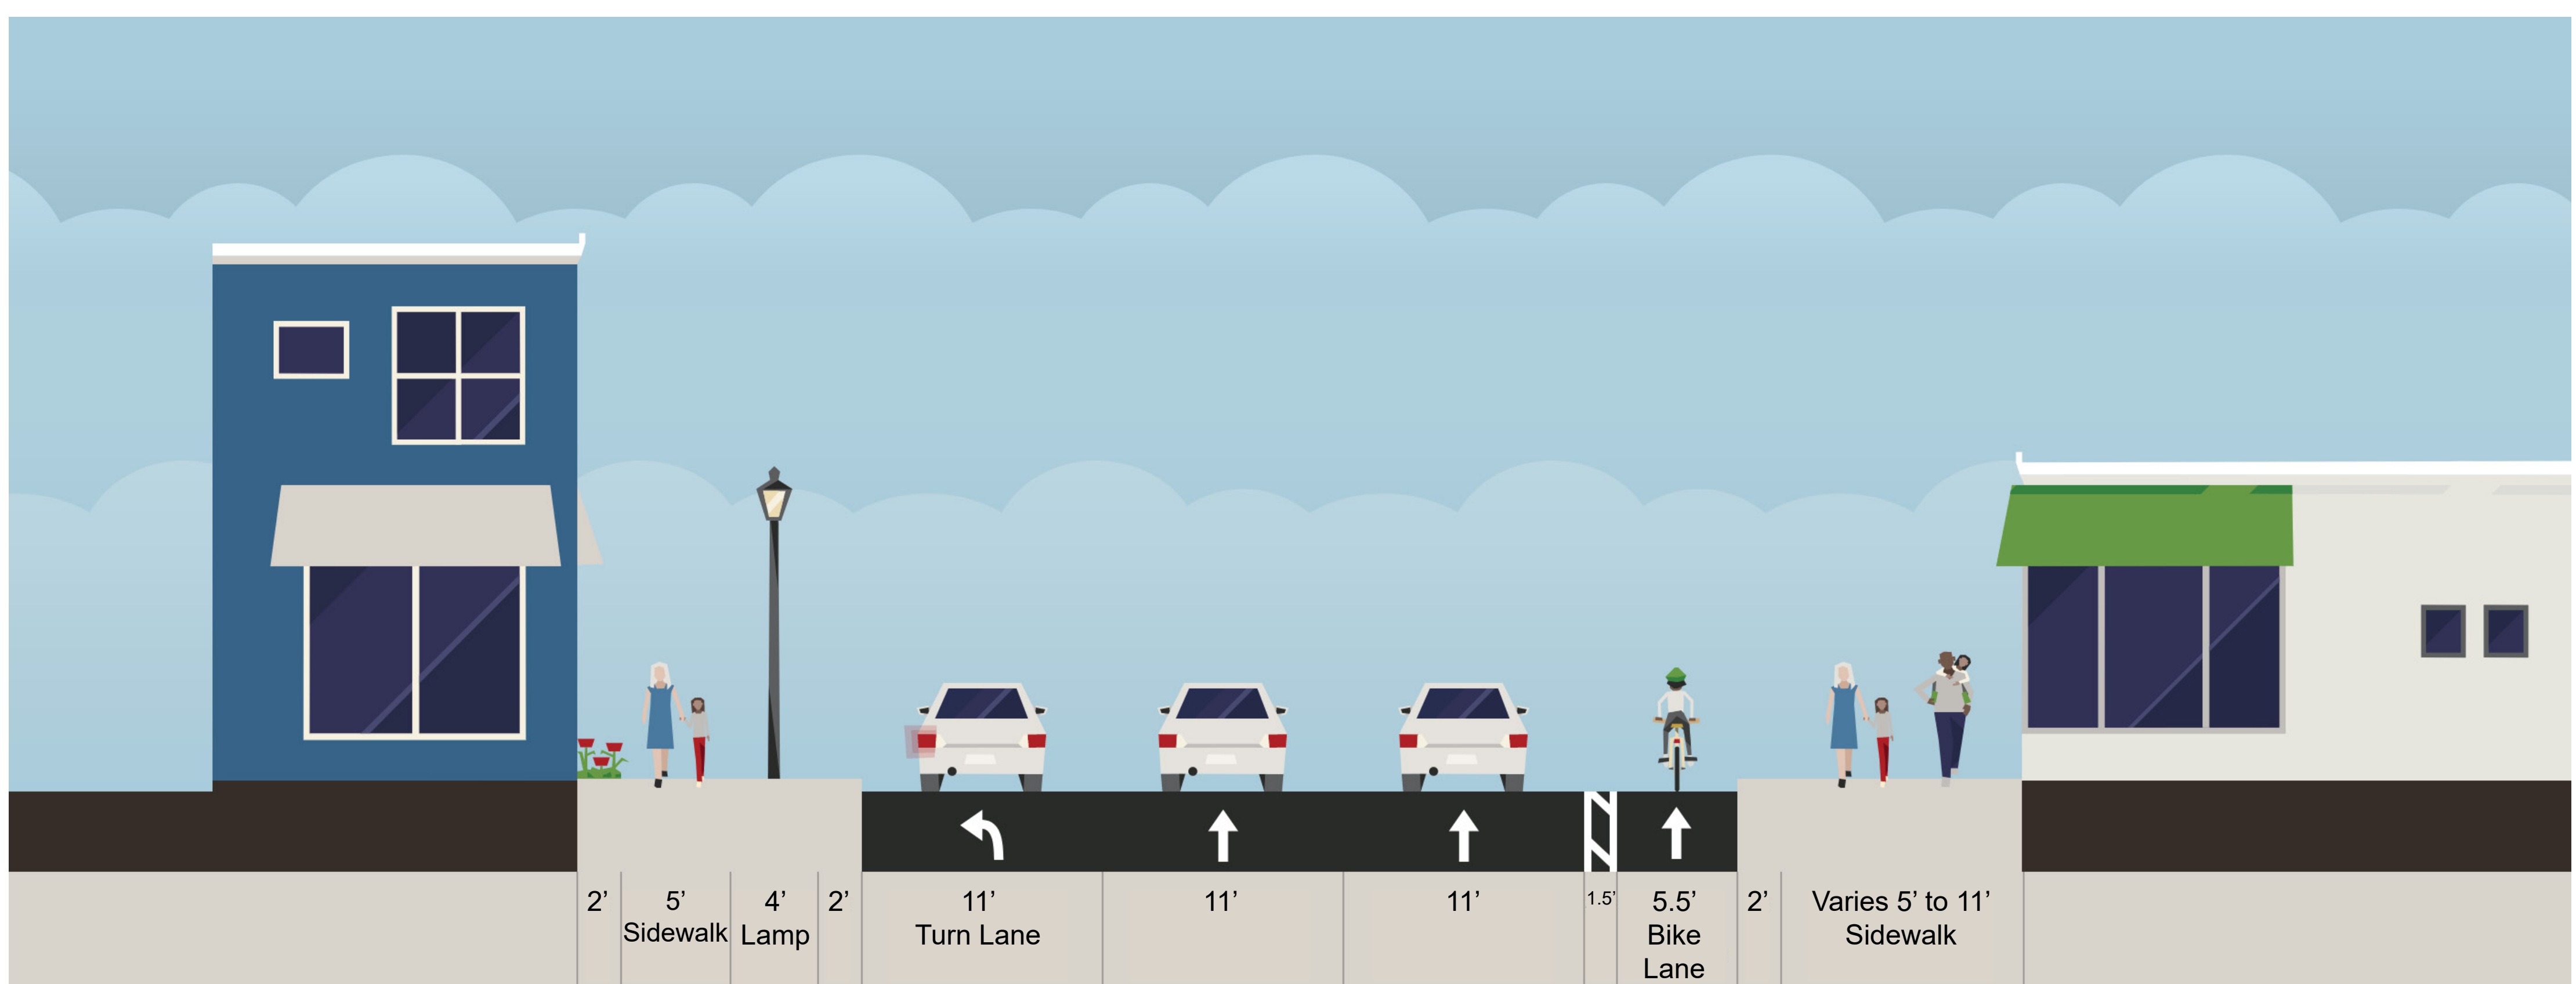 2’
5’
Sidewalk
4’
Lamp
2’
11’
Turn Lane
11’
11’
1.5’
5.5’
Bike
Lane
2’
Varies 5’ to 11’
Sidewalk